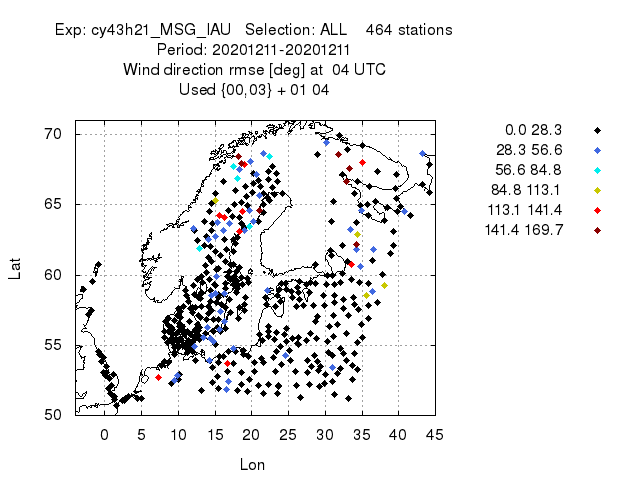 Exp: cy43h21_MSG_IAU Selection: ALL 464 stations
Period: 20201211-20201211
Wind direction rmse [deg] at 04 UTC
Used {00,03} + 01 04
70
65
60
55
50
Lat
0 5 10 15 20 25 30 35 40 45
Lon
0.0 28.3
28.3 56.6
56.6 84.8
84.8 113.1
113.1 141.4
141.4 169.7